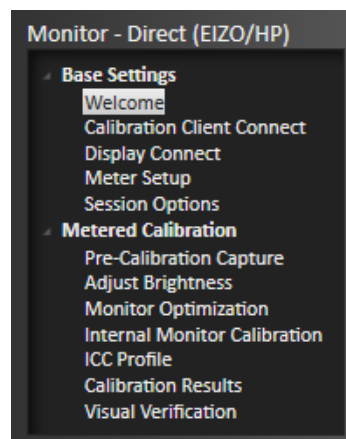 Monitor - Direct (EIZO/HP)
Base Settings
Welcome
Calibration Client Connect
Display Connect
Meter Setup
Session Options
Metered Calibration
Pre-Calibration Capture
Adjust Brightness
Monitor Optimization
Internal Monitor Calibration
ICC Profile
Calibration Results
Visual Verification